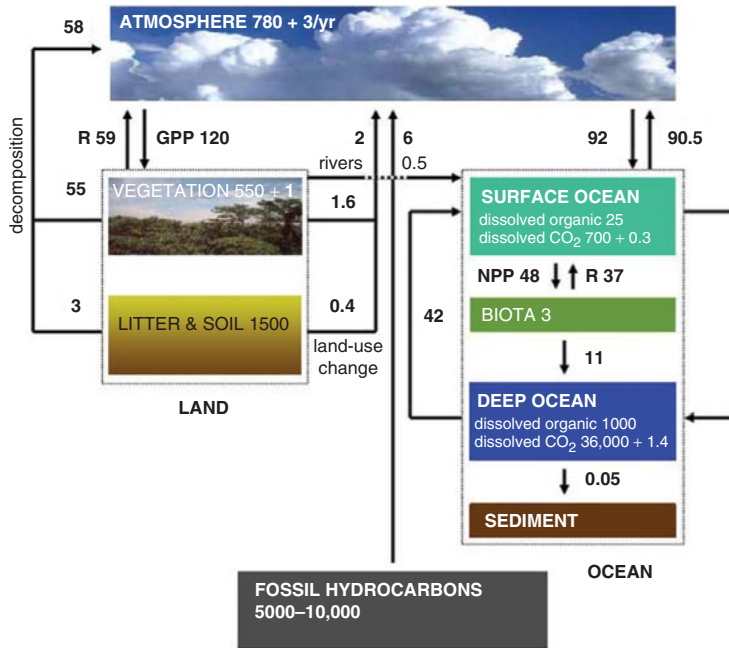 ATMOSPHERE 780 + 3/yr
58
R 59
GPP 120
2
6
92
90.5
decomposition
rivers
0.5
55
VEGETATION 550 + 1
1.6
SURFACE OCEAN
dissolved organic 25
dissolved CO2 700 + 0.3
NPP 48
R 37
3
LITTER & SOIL 1500
0.4
42
BIOTA 3
land-use
change
11
LAND
DEEP OCEAN
dissolved organic 1000
dissolved CO2 36,000 + 1.4
0.05
SEDIMENT
OCEAN
FOSSIL HYDROCARBONS
5000–10,000